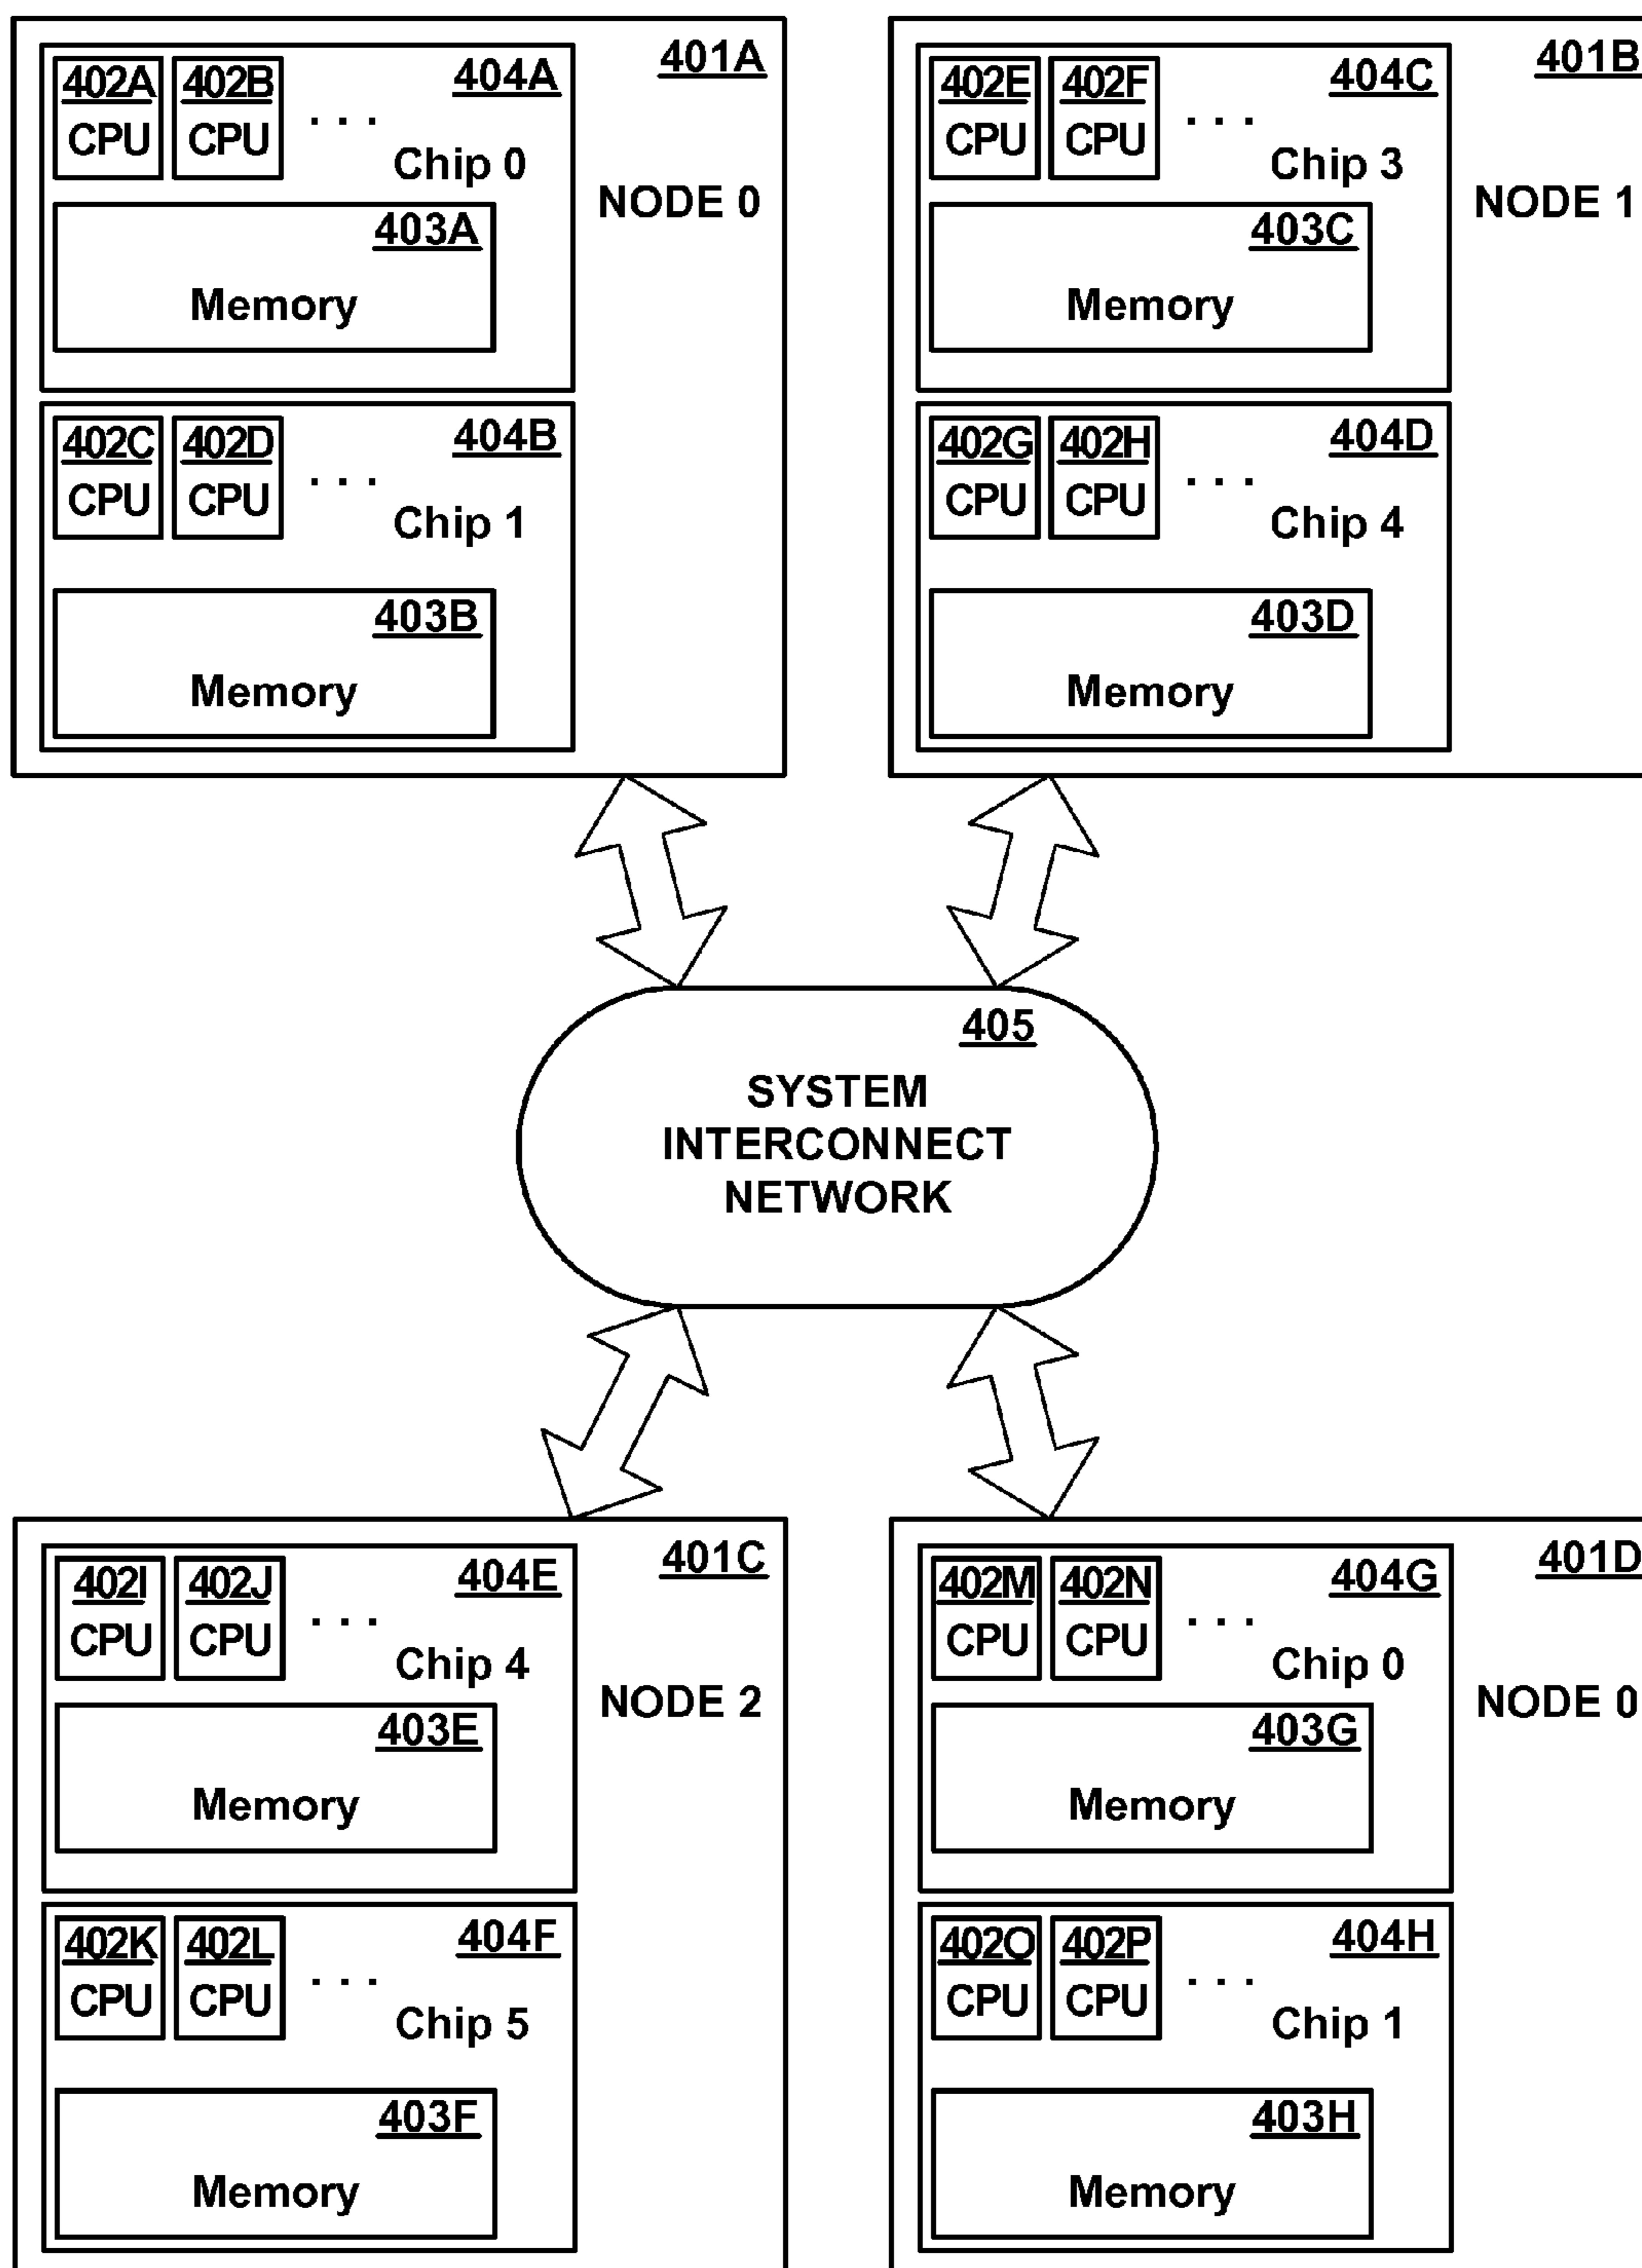 401A
404A
402A
402B
CPU
CPU
. . .
Chip 0
NODE 0
403A
Memory
404B
402C
402D
CPU
CPU
. . .
Chip 1
403B
Memory
401B
404C
402E
402F
CPU
CPU
. . .
Chip 3
NODE 1
403C
Memory
404D
402G
402H
CPU
CPU
. . .
Chip 4
403D
Memory
405
SYSTEM
INTERCONNECT
NETWORK
401C
404E
402I
402J
CPU
CPU
. . .
Chip 4
NODE 2
403E
Memory
404F
402K
402L
CPU
CPU
. . .
Chip 5
403F
Memory
401D
404G
402M
402N
CPU
CPU
. . .
Chip 0
NODE 0
403G
Memory
404H
402O
402P
CPU
CPU
. . .
Chip 1
403H
Memory